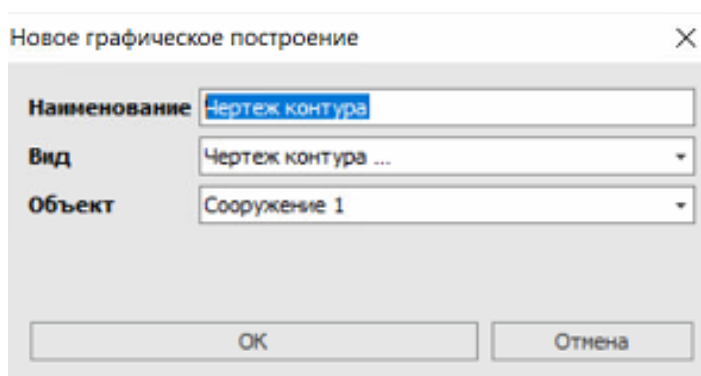 Новое графическое построение
Наименование Чертеж контура
Вид Чертеж контура ...
Объект Сооружение 1
OK Отмена